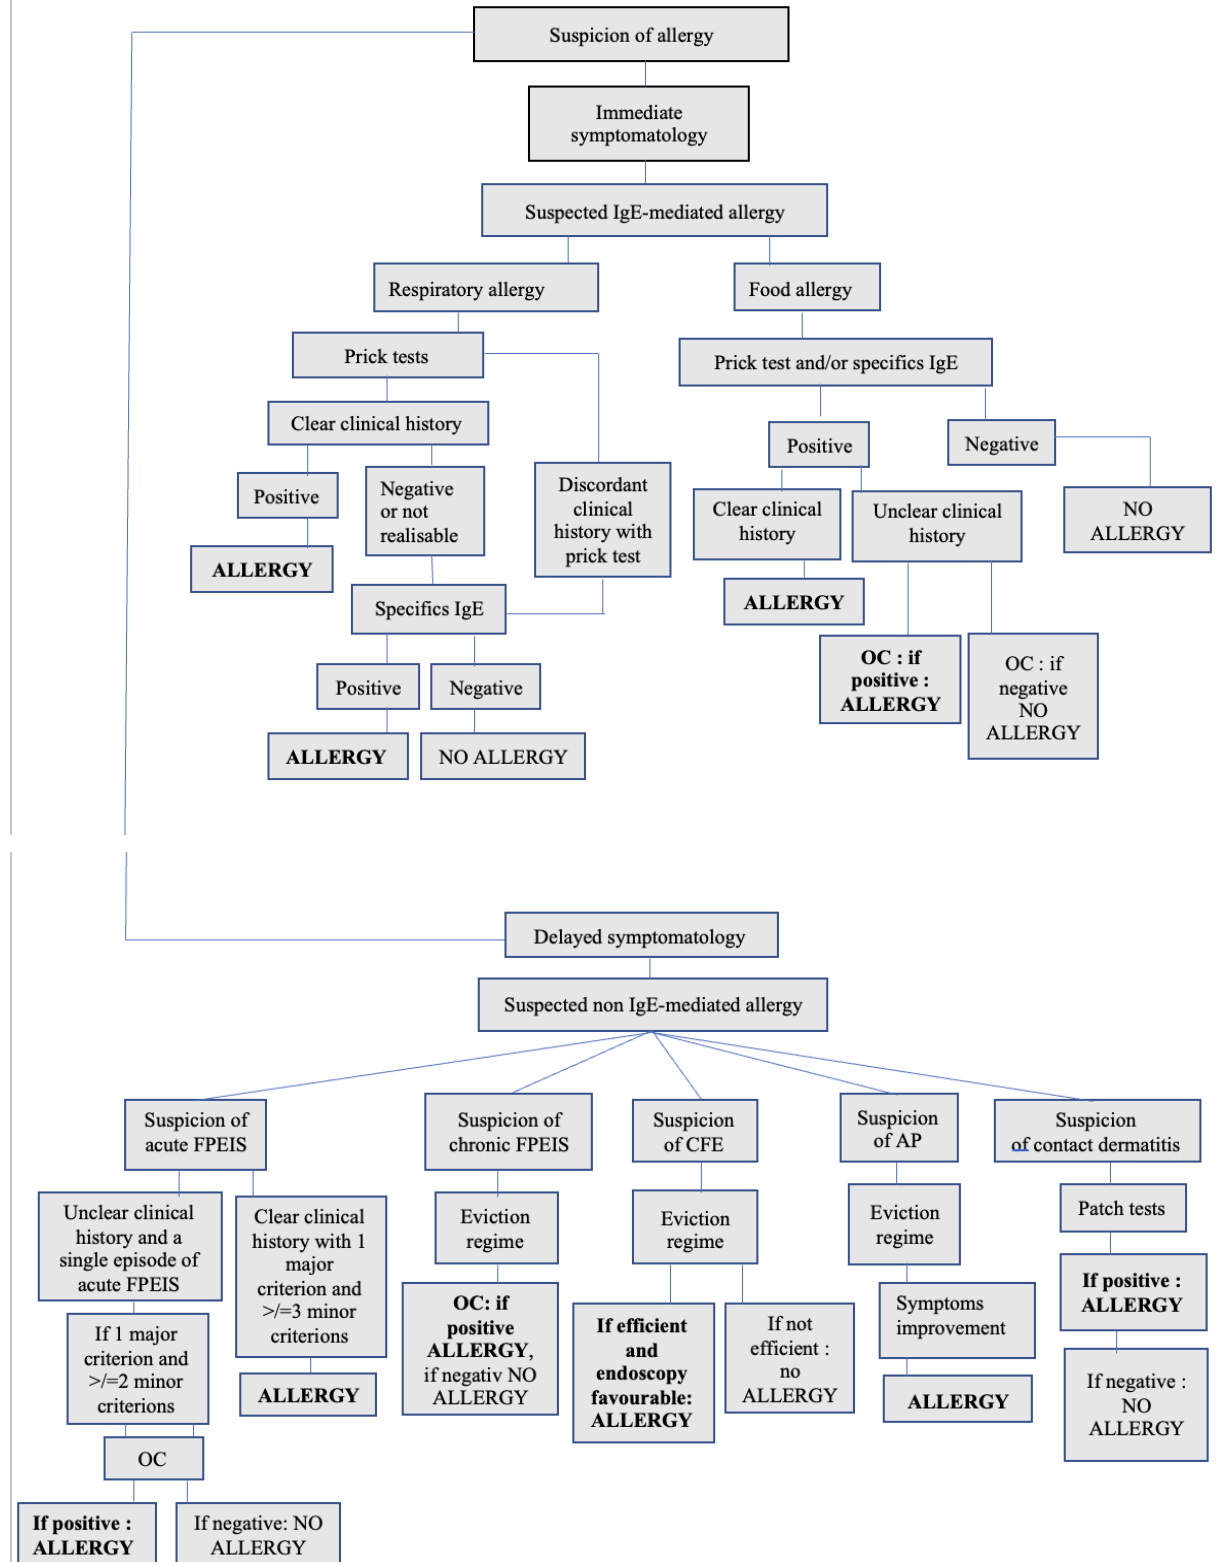 Suspicion of allergy
Immediate
symptomatology
Suspected IgE-mediated allergy
Respiratory allergy
Food allergy
Prick tests
Prick test and/or specifics IgE
Clear clinical history
Positive
Negative
Positive
Negative
or not
realisable
Discordant
clinical
history with
prick test
Clear clinical
history
Unclear clinical
history
NO
ALLERGY
ALLERGY
Specifics IgE
ALLERGY
OC : if
positive :
ALLERGY
OC : if
negative
NO
ALLERGY
Positive
Negative
ALLERGY
NO ALLERGY
Delayed symptomatology
Suspected non IgE-mediated allergy
Suspicion of
acute FPEIS
Suspicion of
chronic FPEIS
Suspicion
of CFE
Suspicion
of AP
Suspicion
of contact dermatitis
Unclear clinical
history and a
single episode of
acute FPEIS
Clear clinical
history with 1
major
criterion and
>/=3 minor
criterions
Eviction
regime
Eviction
regime
Eviction
regime
Patch tests
If 1 major
criterion and
>/=2 minor
criterions
ALLERGY
OC: if
positive
ALLERGY,
if negativ NO
ALLERGY
If efficient
and
endoscopy
favourable:
ALLERGY
If not
efficient :
no
ALLERGY
Symptoms
improvement
ALLERGY
If positive :
ALLERGY
If negative :
NO
ALLERGY
OC
If positive :
ALLERGY
If negative: NO
ALLERGY